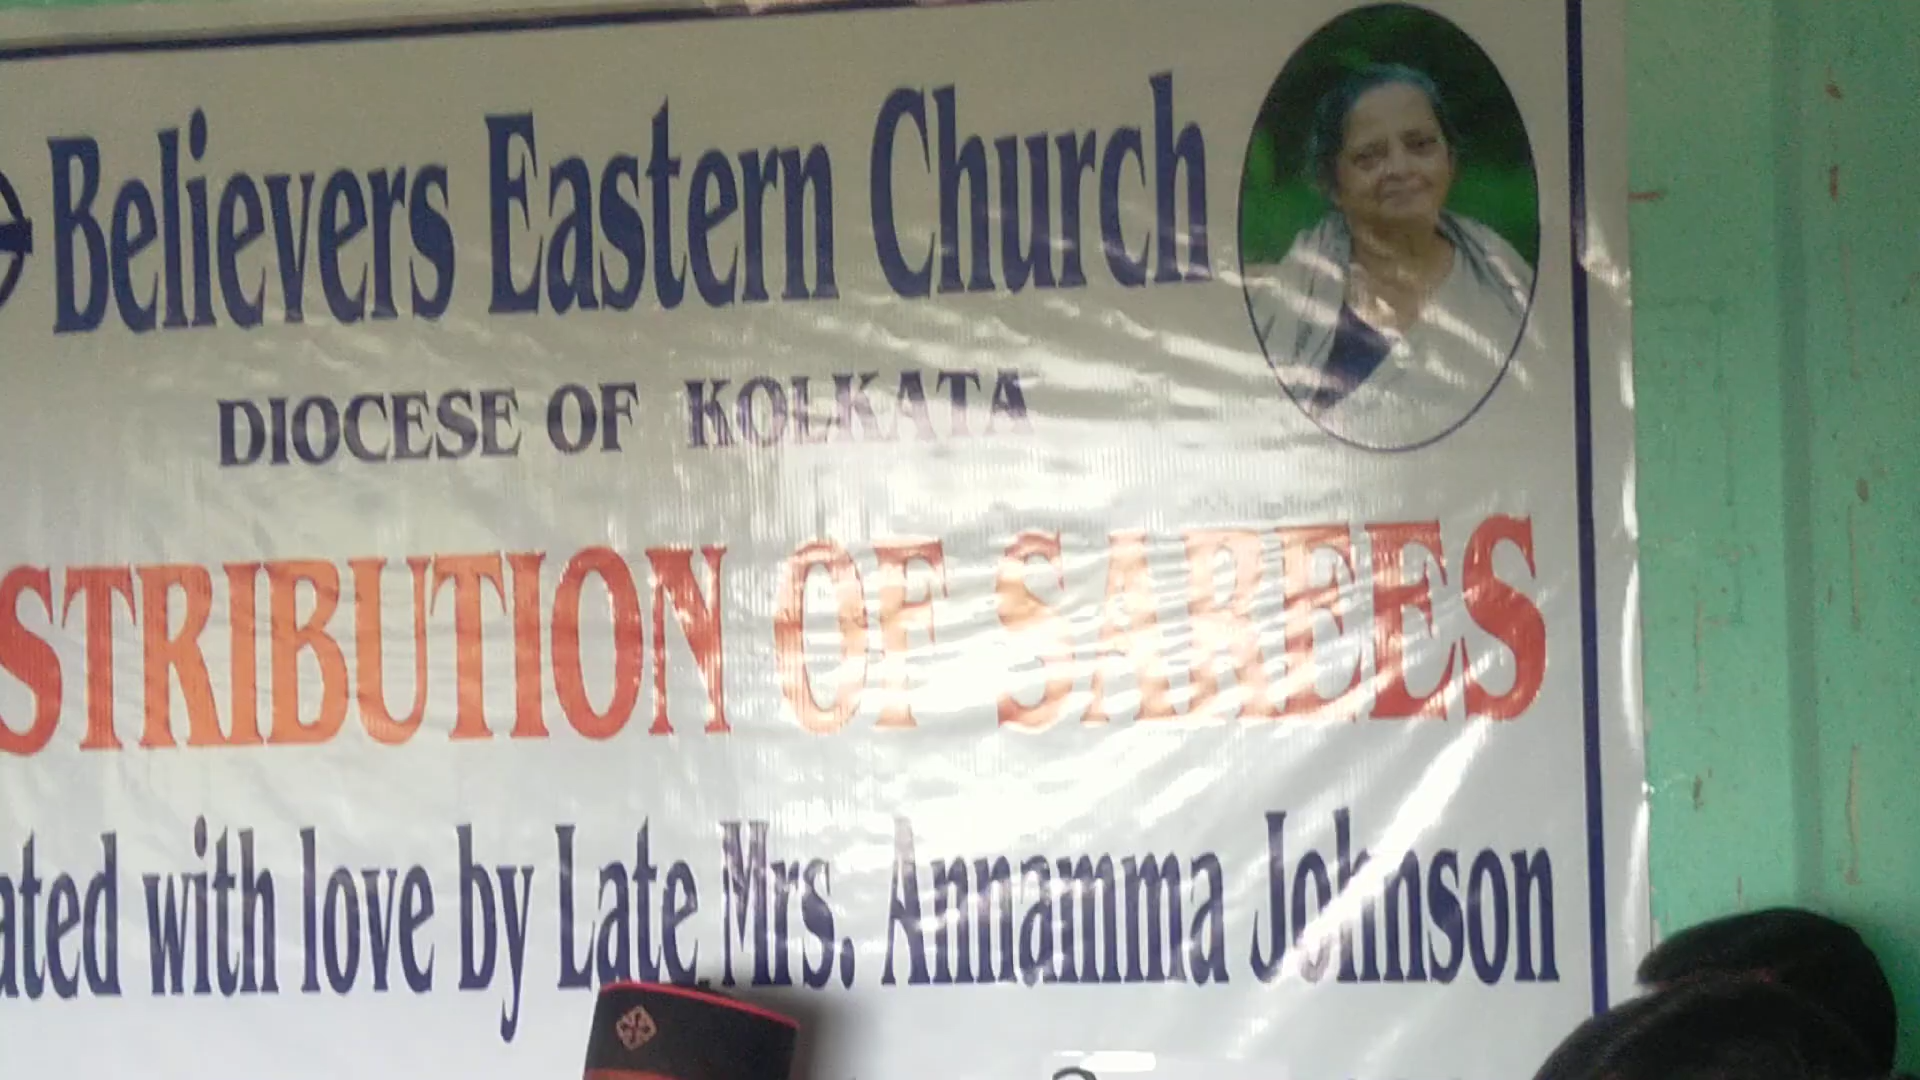 Believers Eastern Church
DIOCESE OF KOLKATA
STRIBUTION OF SAREES
ated with love by Late Mrs. Annamma Johnson